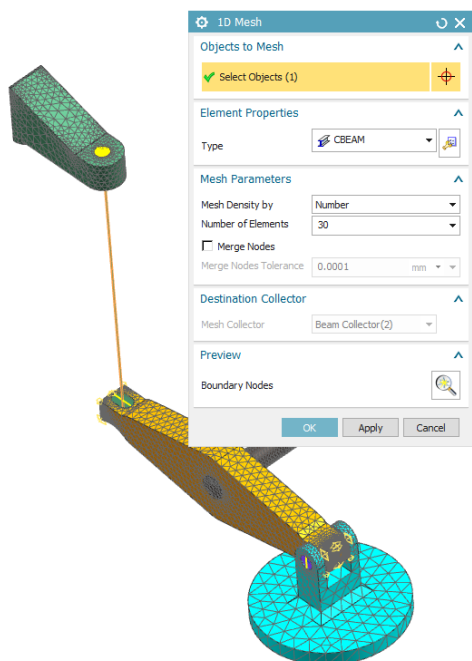 1D Mesh
Objects to Mesh
Select Objects (1)
Element Properties
Type CBEAM
Mesh Parameters
Mesh Density by Number
Number of Elements 30
Merge Nodes
Merge Nodes Tolerance 0.0001 mm
Destination Collector
Mesh Collector Beam Collector(2)
Preview
Boundary Nodes
OK Apply Cancel